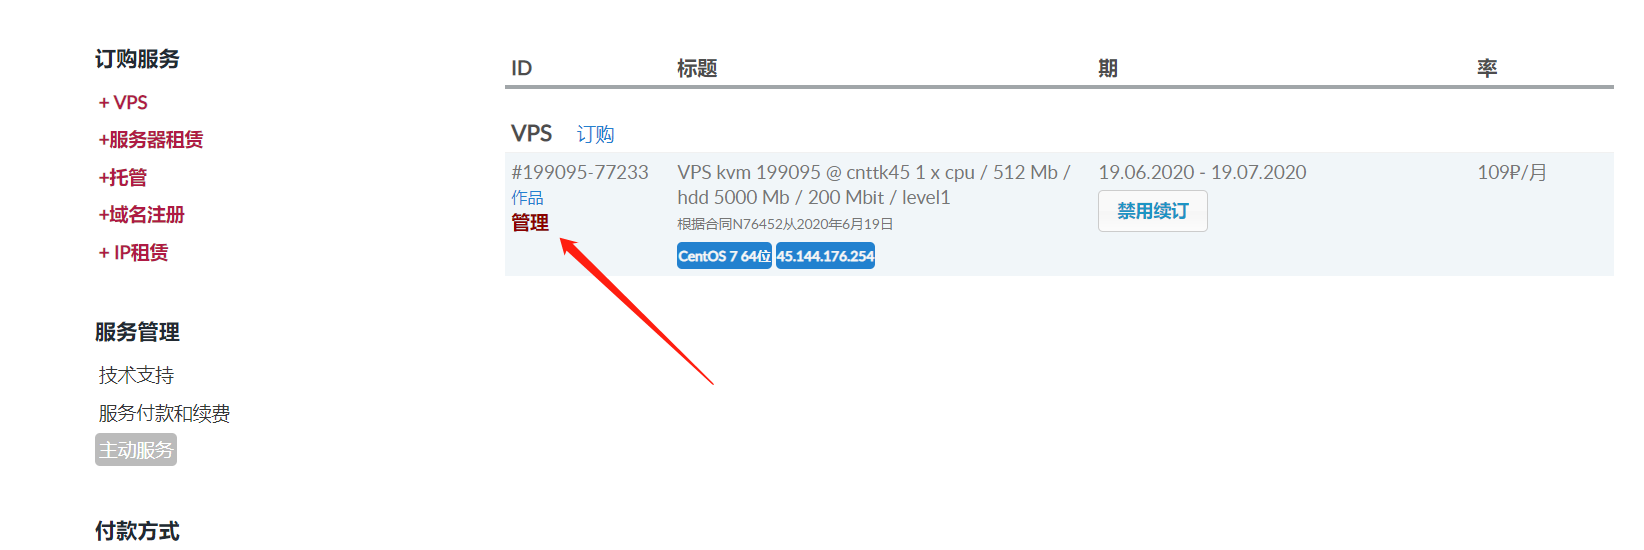 订购服务
+ VPS
+服务器租赁
+托管
+域名注册
+ IP租赁
服务管理
技术支持
服务付款和续费
主动服务
付款方式
ID 标题 期 率
VPS 订购
#199095-77233
作品
管理
VPS kvm 199095 @ cnttk45 1 x cpu / 512 Mb /
hdd 5000 Mb / 200 Mbit / level1
根据合同N76452从2020年6月19日
CentOS 7 64位 45.144.176.254
19.06.2020 - 19.07.2020
禁用续订
109Р/月